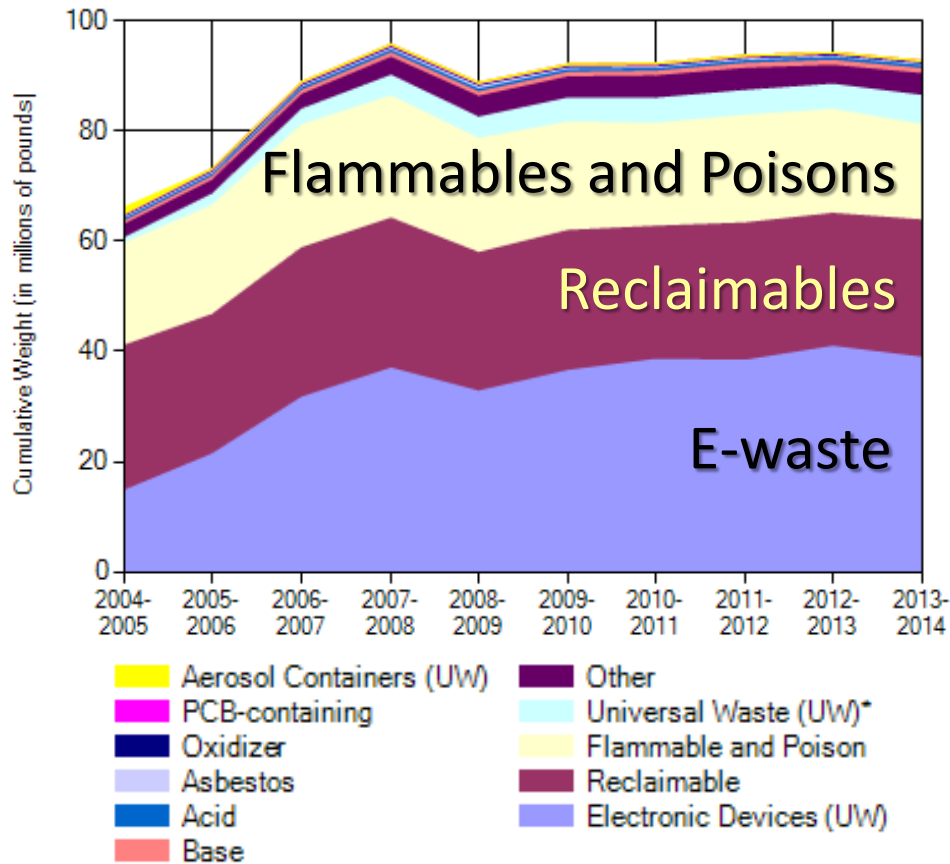 100
80
60
40
20
0
Cumulative Weight (in millions of pounds)
Flammables and Poisons
Reclaimables
E-waste
2004-
2005
2005-
2006
2006-
2007
2007-
2008
2008-
2009
2009-
2010
2010-
2011
2011-
2012
2012-
2013
2013-
2014
Aerosol Containers (UW)
PCB-containing
Oxidizer
Asbestos
Acid
Base
Other
Universal Waste (UW)*
Flammable and Poison
Reclaimable
Electronic Devices (UW)